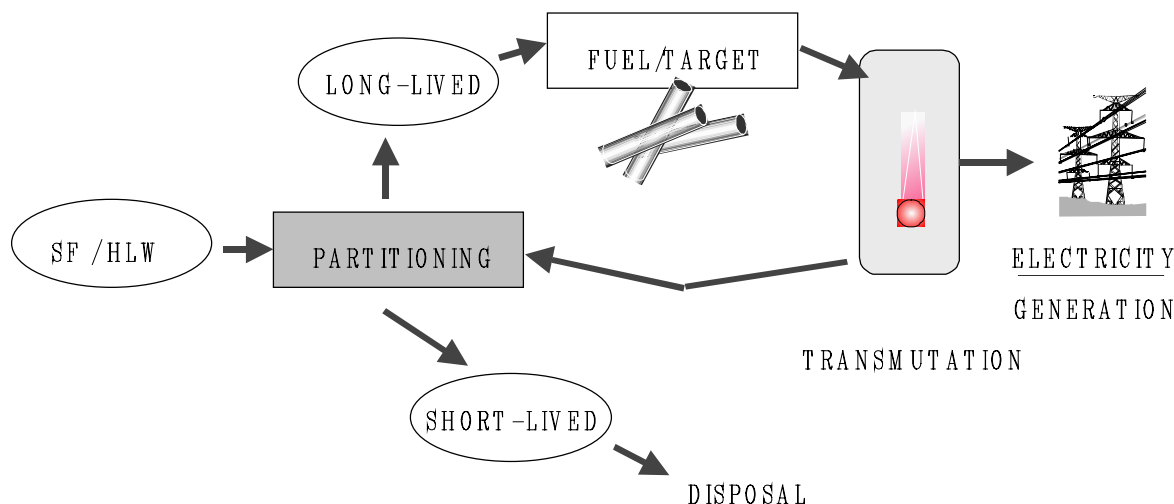 FUEL/TARGET
LONG-LIVED
SF /HLW
PARTITIONING
ELECTRICITY
GENERATION
TRANSMUTATION
SHORT-LIVED
DISPOSAL